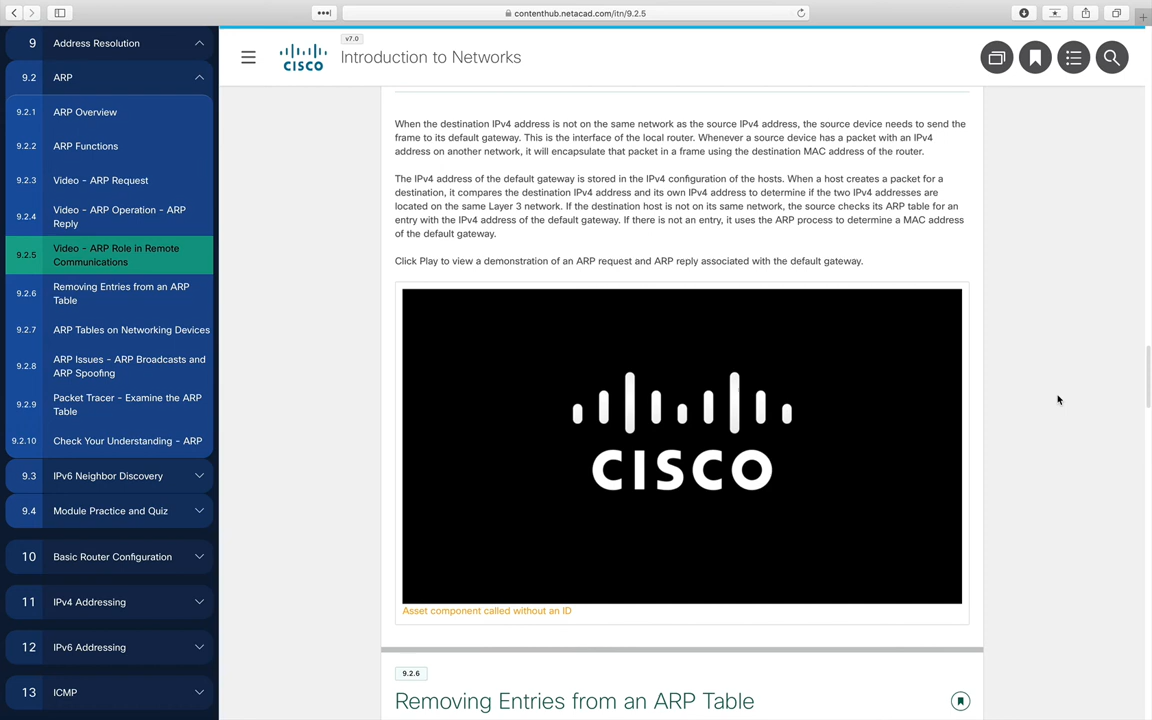 contenthub.netacad.com/itn/9.2.5
9 Address Resolution
9.2 ARP
9.2.1 ARP Overview
9.2.2 ARP Functions
9.2.3 Video – ARP Request
9.2.4 Video – ARP Operation - ARP
Reply
9.2.5 Video – ARP Role in Remote
Communications
9.2.6 Removing Entries from an ARP
Table
9.2.7 ARP Tables on Networking Devices
9.2.8 ARP Issues - ARP Broadcasts and
ARP Spoofing
9.2.9 Packet Tracer - Examine the ARP
Table
9.2.10 Check Your Understanding - ARP
9.3 IPv6 Neighbor Discovery
9.4 Module Practice and Quiz
10 Basic Router Configuration
11 IPv4 Addressing
12 IPv6 Addressing
13 ICMP
CISCO
v7.0
Introduction to Networks
When the destination IPv4 address is not on the same network as the source IPv4 address, the source device needs to send the
frame to its default gateway. This is the interface of the local router. Whenever a source device has a packet with an IPv4
address on another network, it will encapsulate that packet in a frame using the destination MAC address of the router.
The IPv4 address of the default gateway is stored in the IPv4 configuration of the hosts. When a host creates a packet for a
destination, it compares the destination IPv4 address and its own IPv4 address to determine if the two IPv4 addresses are
located on the same Layer 3 network. If the destination host is not on its same network, the source checks its ARP table for an
entry with the IPv4 address of the default gateway. If there is not an entry, it uses the ARP process to determine a MAC address
of the default gateway.
Click Play to view a demonstration of an ARP request and ARP reply associated with the default gateway.
CISCO
Asset component called without an ID
9.2.6
Removing Entries from an ARP Table